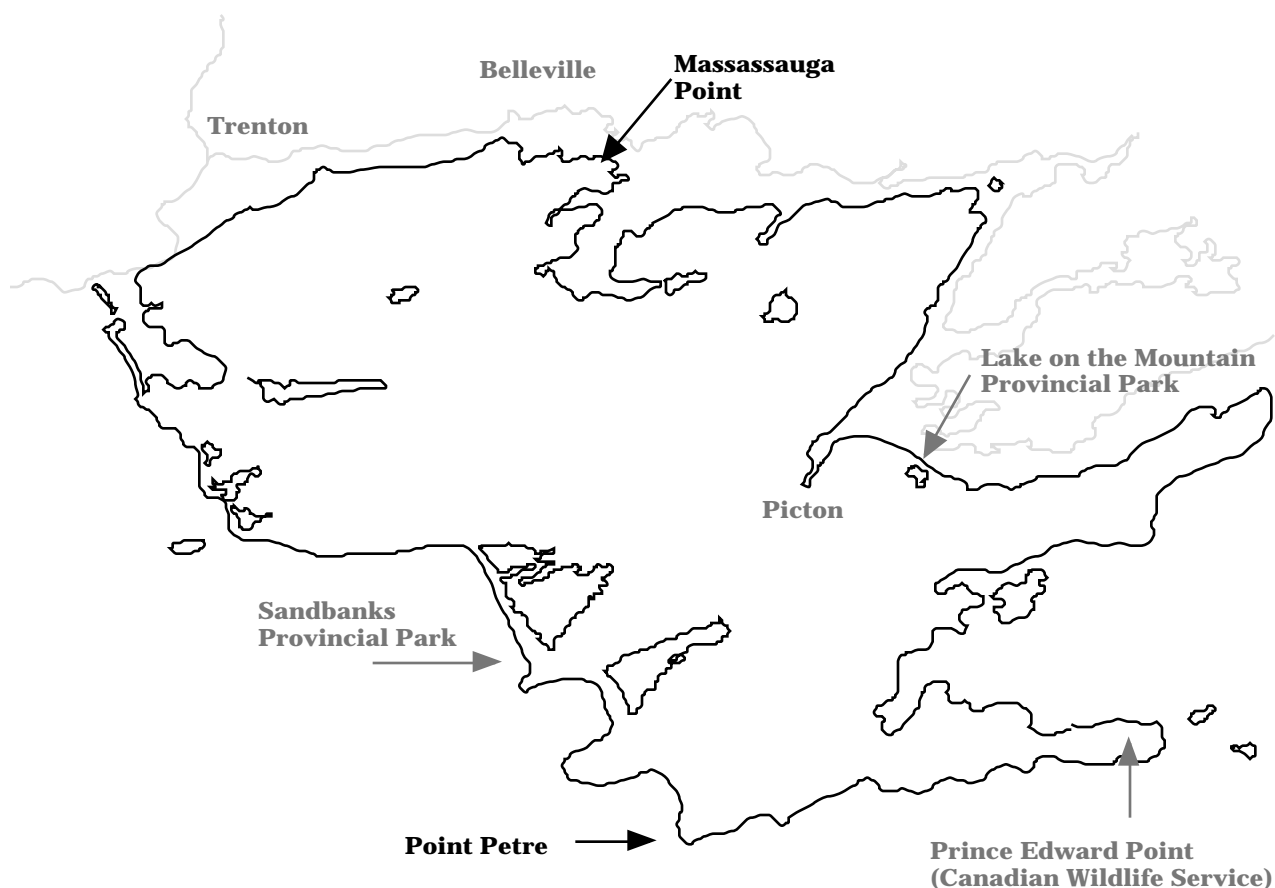 Belleville
Massassauga
Point
Trenton
Lake on the Mountain
Provincial Park
Picton
Sandbanks
Provincial Park
Point Petre
Prince Edward Point
(Canadian Wildlife Service)